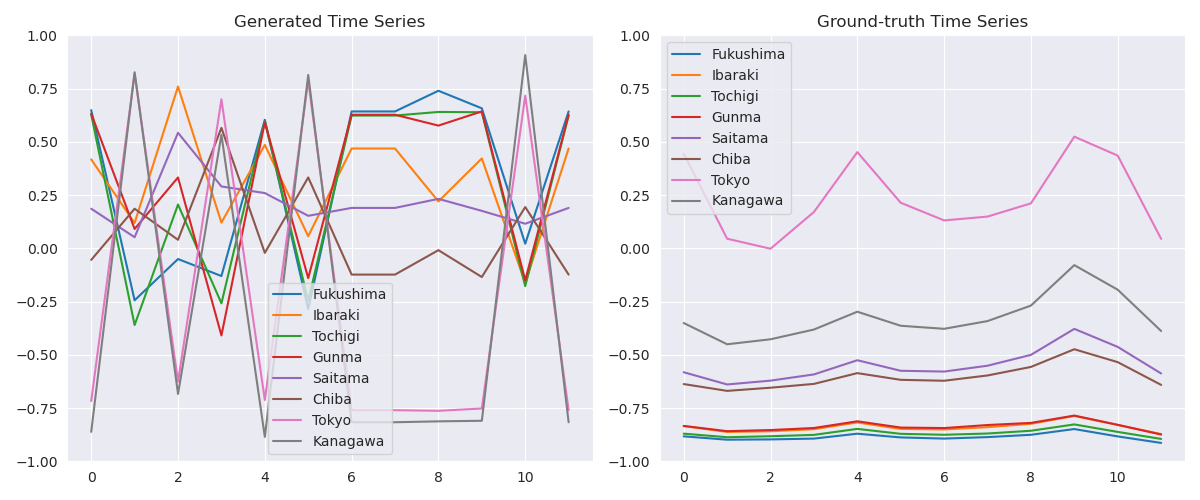 Generated Time Series
1.00
0.75
0.50
0.25
0.00
−0.25
−0.50
−0.75
−1.00
0 2 4 6 8 10
Fukushima
Ibaraki
Tochigi
Gunma
Saitama
Chiba
Tokyo
Kanagawa
Ground-truth Time Series
1.00
0.75
0.50
0.25
0.00
−0.25
−0.50
−0.75
−1.00
0 2 4 6 8 10
Fukushima
Ibaraki
Tochigi
Gunma
Saitama
Chiba
Tokyo
Kanagawa